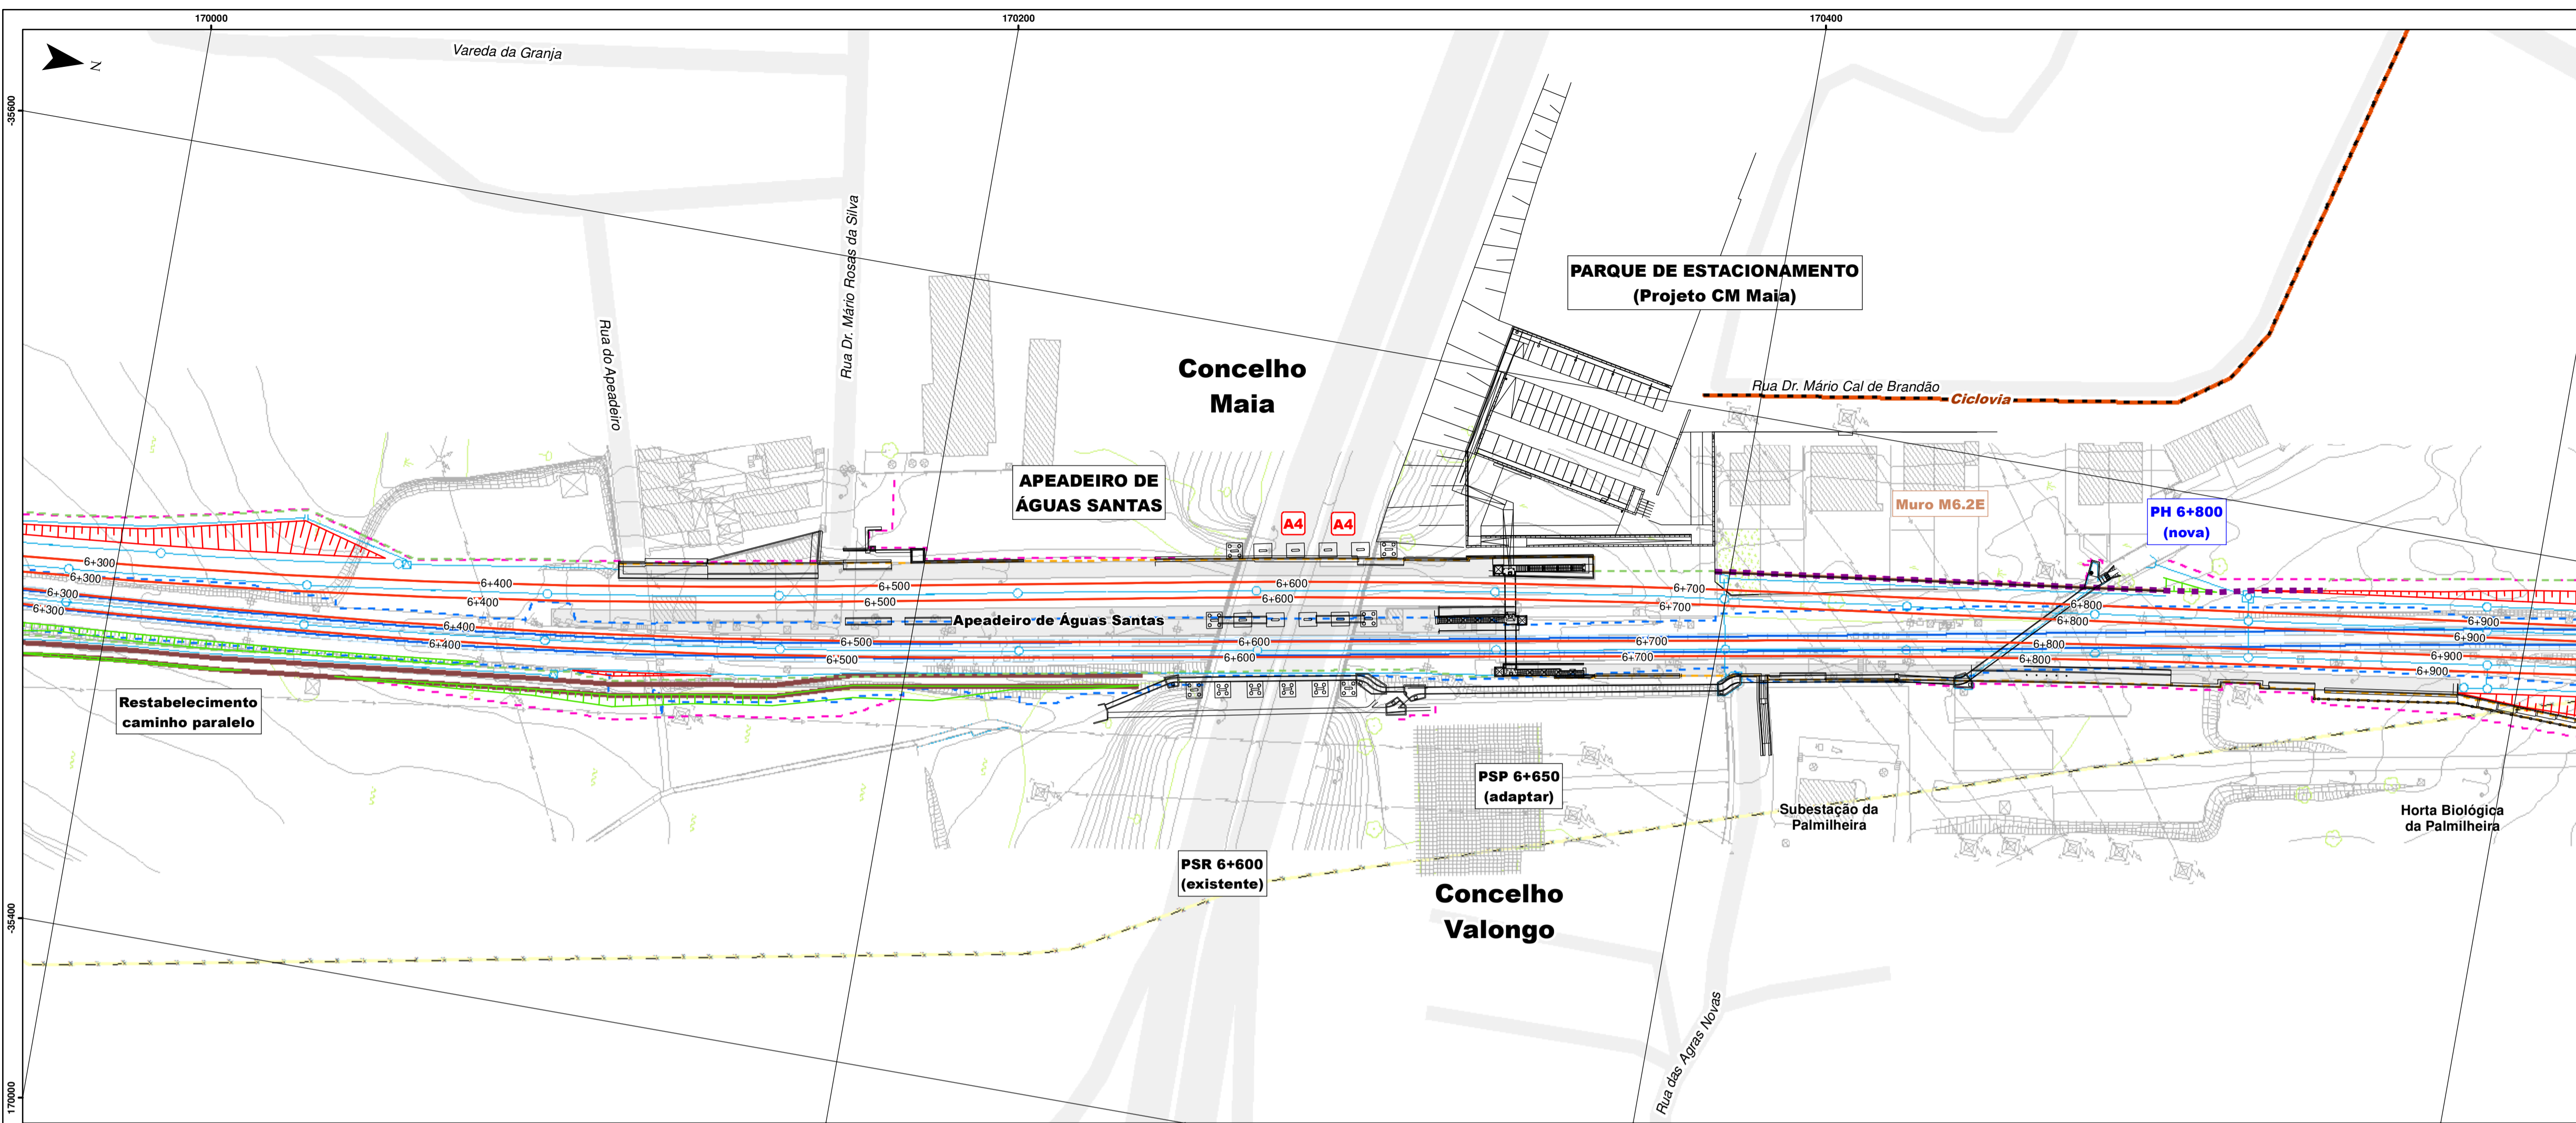 170000
170200
170400
N
Vareda da Granja
-35600
Rua do Apeadeiro
Rua Dr. Mário Rosas da Silva
PARQUE DE ESTACIONAMENTO
(Projeto CM Maia)
Concelho
Maia
Rua Dr. Mário Cal de Brandão
Ciclovia
APEADEIRO DE
ÁGUAS SANTAS
A4
A4
Muro M6.2E
PH 6+800
(nova)
6+300
6+300
6+300
6+300
6+400
6+400
6+400
6+400
6+500
6+500
6+500
6+500
6+600
6+600
6+600
6+600
6+700
6+700
6+700
6+700
6+800
6+800
6+800
6+800
6+900
6+900
6+900
6+900
Apeadeiro de Águas Santas
Restabelecimento
caminho paralelo
PSP 6+650
(adaptar)
Subestação da
Palmilheira
Horta Biológica
da Palmilheira
PSR 6+600
(existente)
Concelho
Valongo
-35400
Rua das Agras Novas
170000